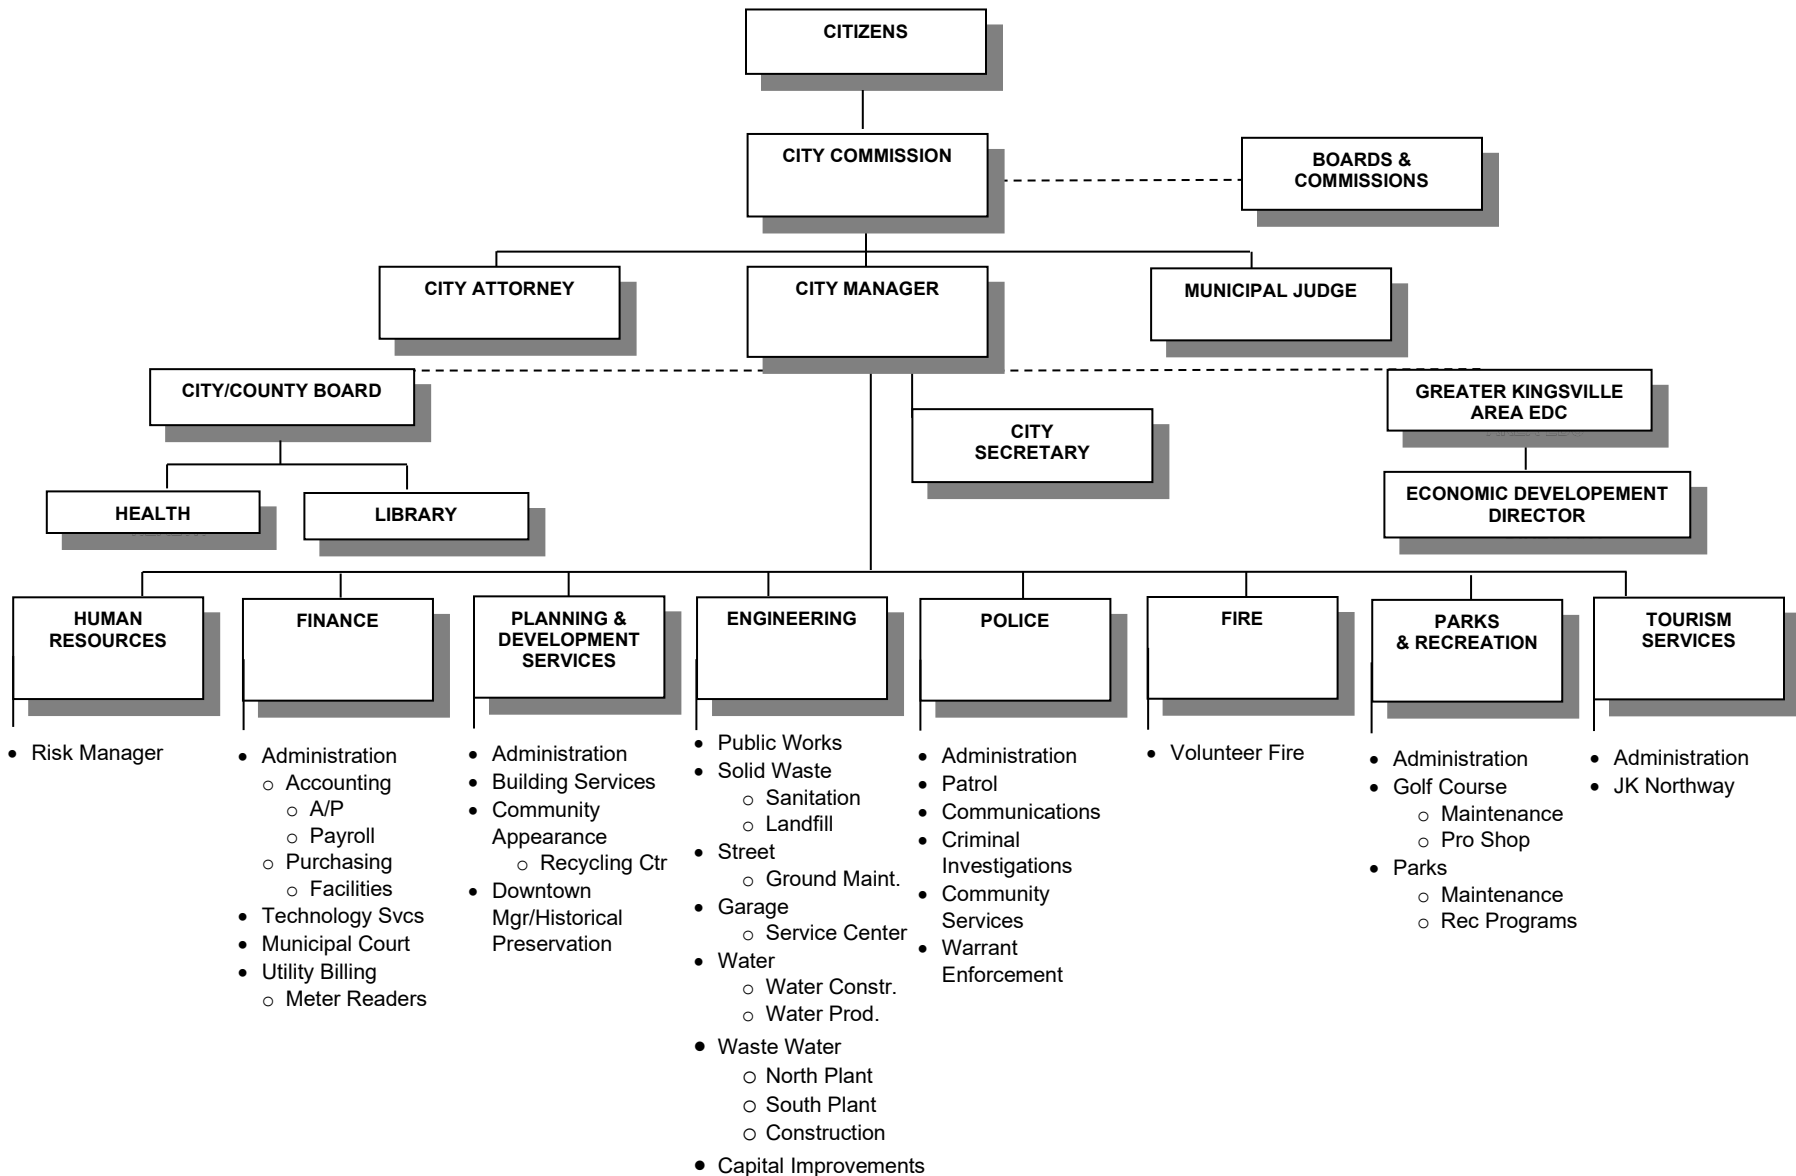 CITIZENS
CITY COMMISSION
BOARDS &
COMMISSIONS
CITY ATTORNEY
CITY MANAGER
MUNICIPAL JUDGE
CITY/COUNTY BOARD
GREATER KINGSVILLE
AREA EDC
CITY
SECRETARY
HEALTH
LIBRARY
ECONOMIC DEVELOPEMENT
DIRECTOR
HUMAN
RESOURCES
• Risk Manager
FINANCE
• Administration
o Accounting
o A/P
o Payroll
o Purchasing
o Facilities
• Technology Svcs
• Municipal Court
• Utility Billing
o Meter Readers
PLANNING &
DEVELOPMENT
SERVICES
• Administration
• Building Services
• Community
Appearance
o Recycling Ctr
• Downtown
Mgr/Historical
Preservation
ENGINEERING
• Public Works
• Solid Waste
o Sanitation
o Landfill
• Street
o Ground Maint.
• Garage
o Service Center
• Water
o Water Constr.
o Water Prod.
• Waste Water
o North Plant
o South Plant
o Construction
• Capital Improvements
POLICE
• Administration
• Patrol
• Communications
• Criminal
Investigations
• Community
Services
• Warrant
Enforcement
FIRE
• Volunteer Fire
PARKS
& RECREATION
• Administration
• Golf Course
o Maintenance
o Pro Shop
• Parks
o Maintenance
o Rec Programs
TOURISM
SERVICES
• Administration
• JK Northway